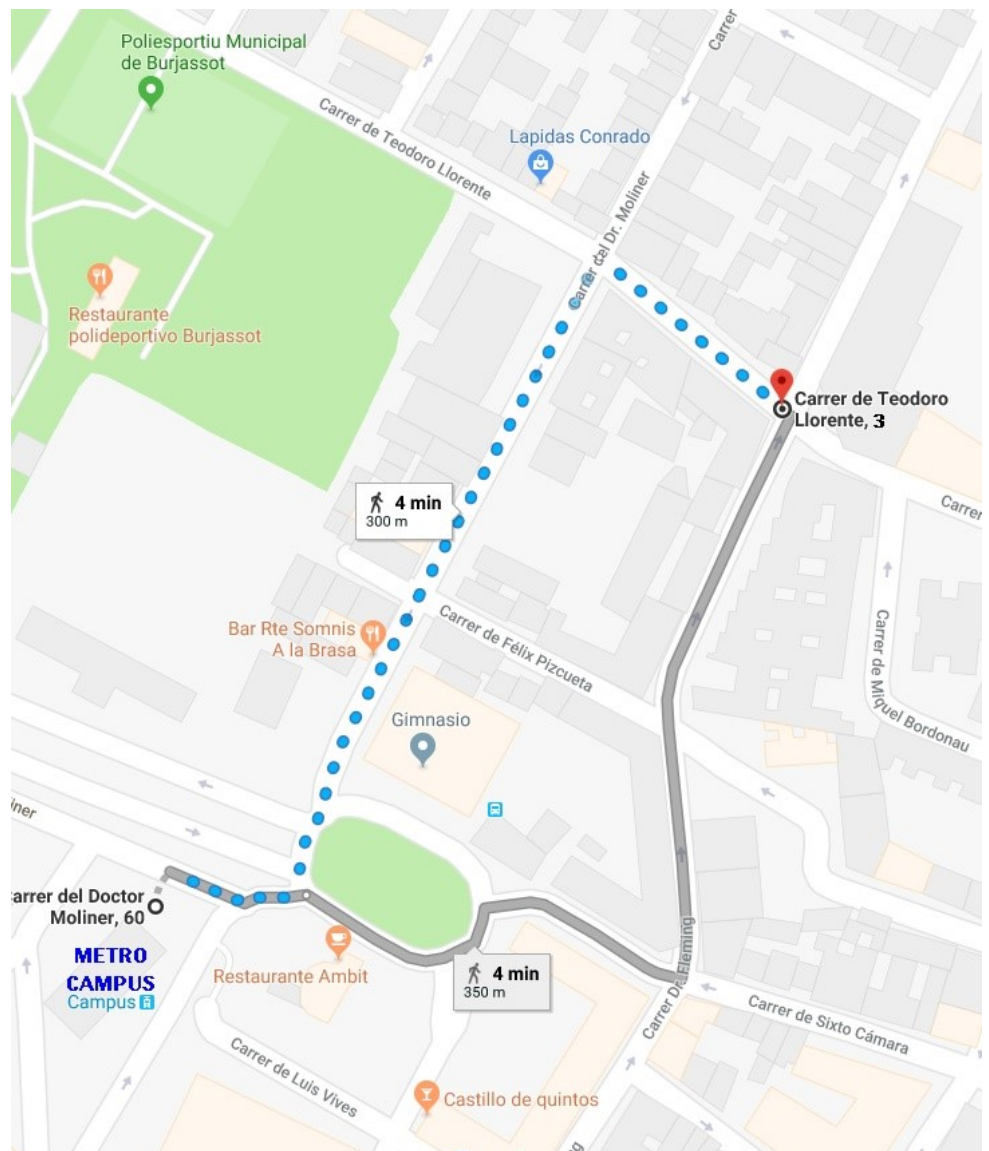 Poliesportiu Municipal
de Burjassot
Carrer
Carrer de Teodoro Llorente
Lapidas Conrado
Carrer del Dr. Moliner
Restaurante
polideportivo Burjassot
Carrer de Teodoro
Llorente, 3
4 min
300 m
Carrer
Bar Rte Somnis
A la Brasa
Carrer de Félix Pizcueta
Carrer de Miquel Bordonau
Gimnasio
liner
arrer del Doctor
Moliner, 60
METRO
CAMPUS
Campus
Restaurante Ambit
4 min
350 m
Carrer Dr. Fleming
Carrer de Sixto Cámara
Carrer de Luis Vives
Castillo de quintos